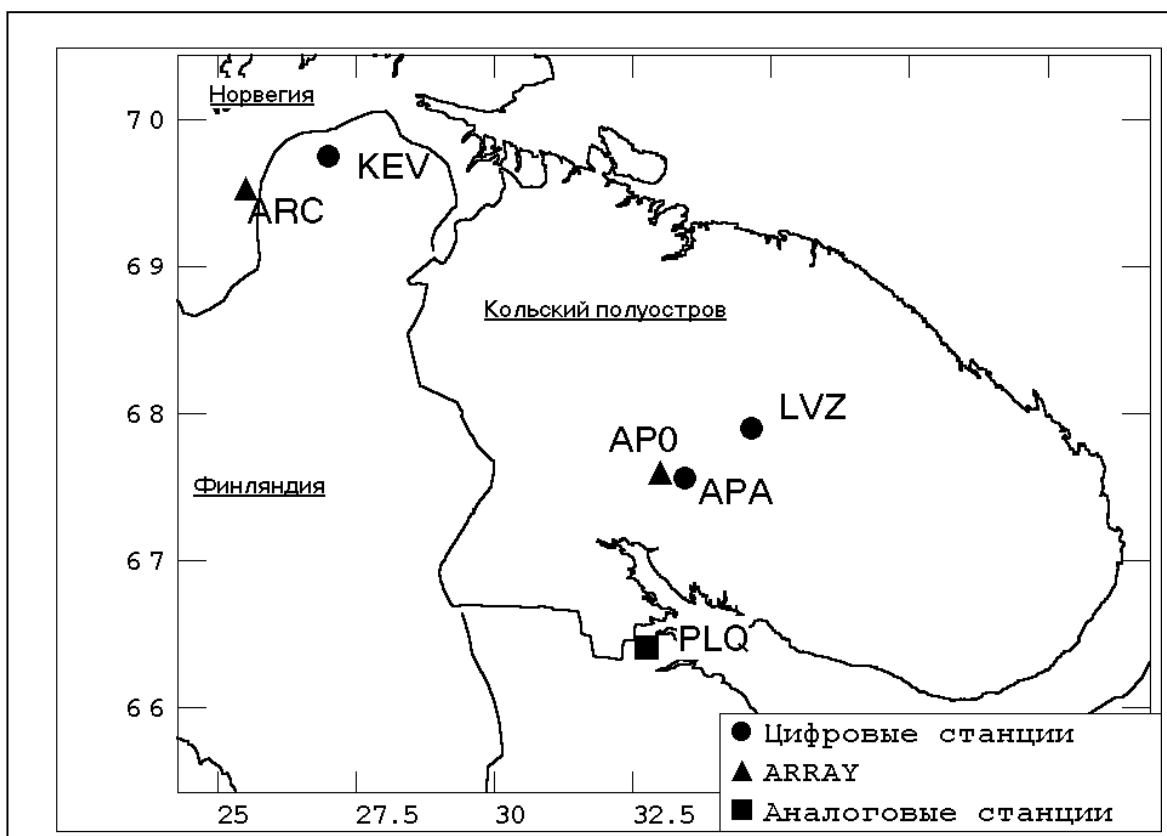 Норвегия
70
KEV
ARC
69
Кольский полуостров
68
LVZ
AP0
APA
Финляндия
67
PLQ
66
Цифровые станции
ARRAY
Аналоговые станции
25 27.5 30 32.5